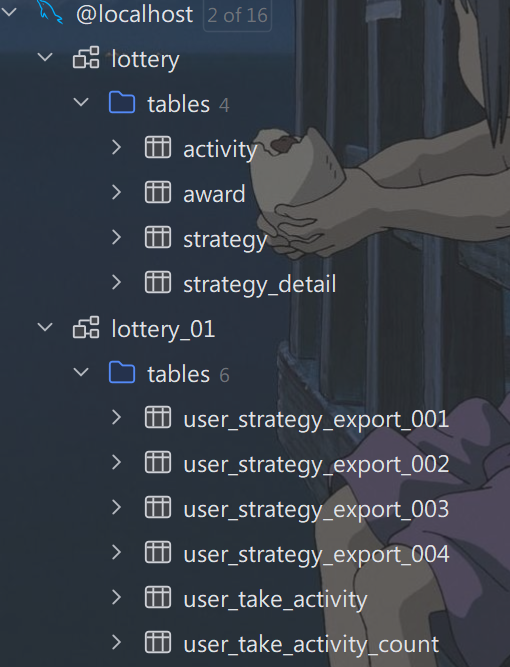 @localhost 2 of 16
lottery
tables 4
activity
award
strategy
strategy_detail
lottery_01
tables 6
user_strategy_export_001
user_strategy_export_002
user_strategy_export_003
user_strategy_export_004
user_take_activity
user_take_activity_count